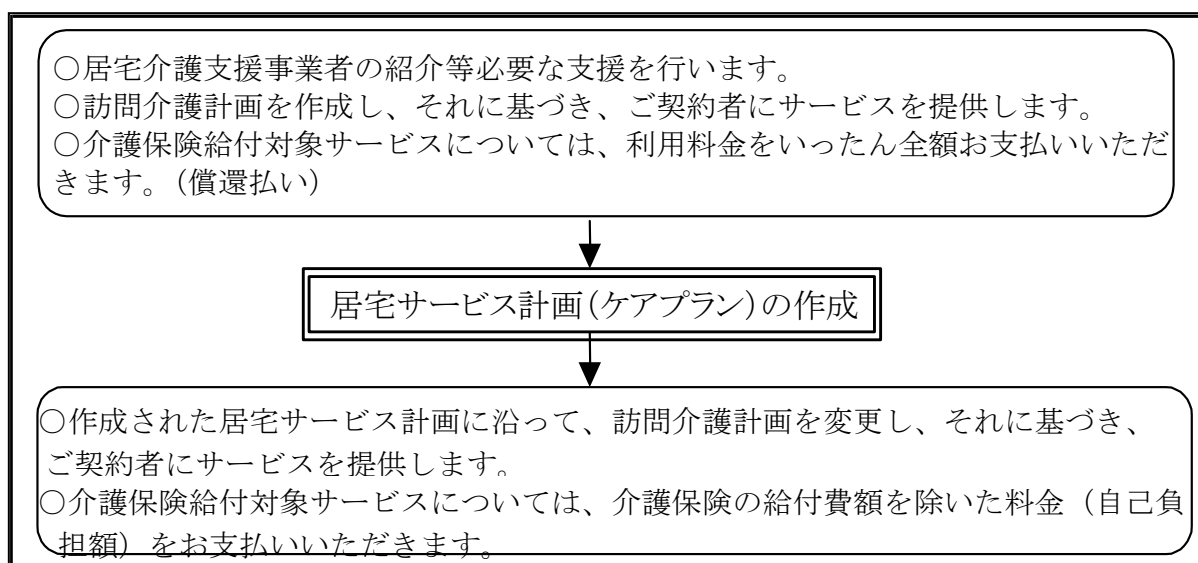 ○居宅介護支援事業者の紹介等必要な支援を行います。
○訪問介護計画を作成し、それに基づき、ご契約者にサービスを提供します。
○介護保険給付対象サービスについては、利用料金をいったん全額お支払いいただ
きます。(償還払い)
居宅サービス計画(ケアプラン)の作成
○作成された居宅サービス計画に沿って、訪問介護計画を変更し、それに基づき、
ご契約者にサービスを提供します。
○介護保険給付対象サービスについては、介護保険の給付費額を除いた料金(自己負
担額)をお支払いいただきます。